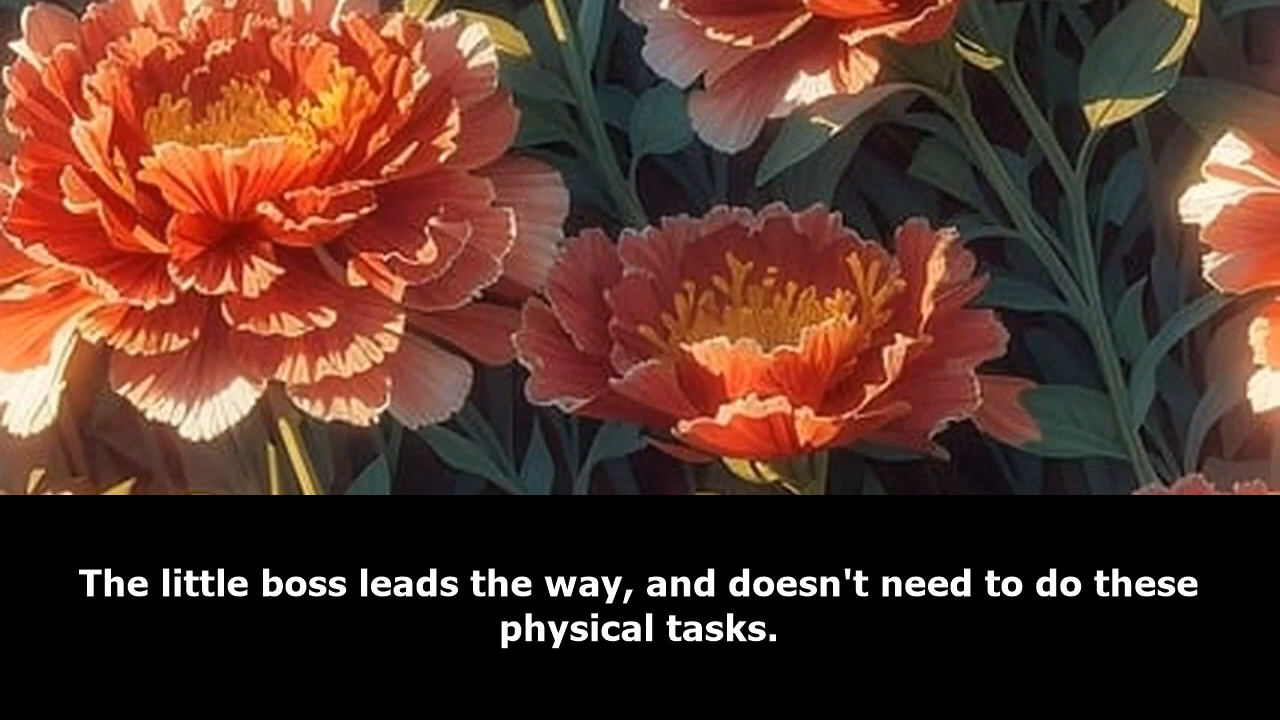 The little boss leads the way, and doesn't need to do these
physical tasks.